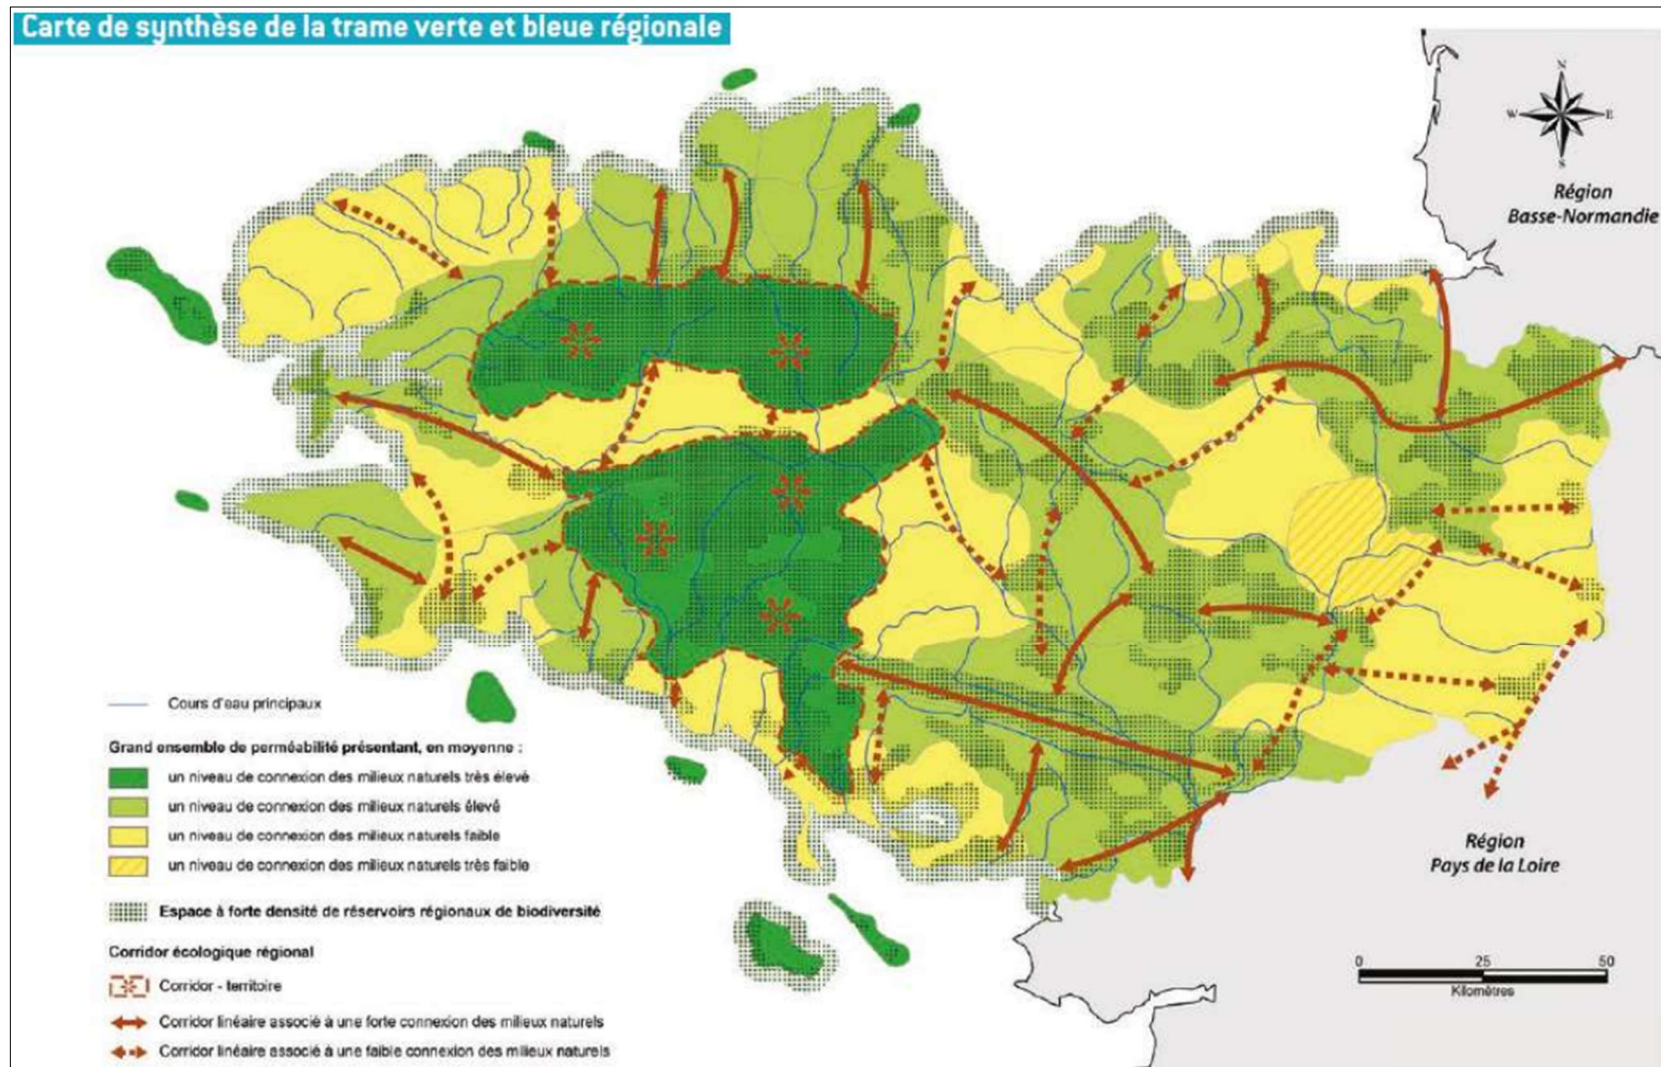 Carte de synthèse de la trame verte et bleue régionale
N
W
E
S
Région
Basse-Normandie
Cours d'eau principaux
Grand ensemble de perméabilité présentant, en moyenne :
un niveau de connexion des milieux naturels très élevé
un niveau de connexion des milieux naturels élevé
un niveau de connexion des milieux naturels faible
un niveau de connexion des milieux naturels très faible
Espace à forte densité de réservoirs régionaux de biodiversité
Corridor écologique régional
Corridor - territoire
Corridor linéaire associé à une forte connexion des milieux naturels
Corridor linéaire associé à une faible connexion des milieux naturels
Région
Pays de la Loire
0 25 50
Kilomètres